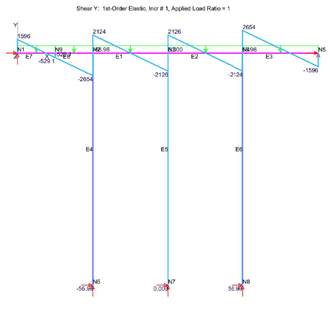 Shear Y: 1st-Order Elastic, Incr # 1, Applied Load Ratio = 1
Y
2654
1596 2124 2126
N1 N9 N5
E7 X E1 E2 E3
-529.1
-2654 -2126 -2124 -1596
E4 E5 E6
N6 N7 N8